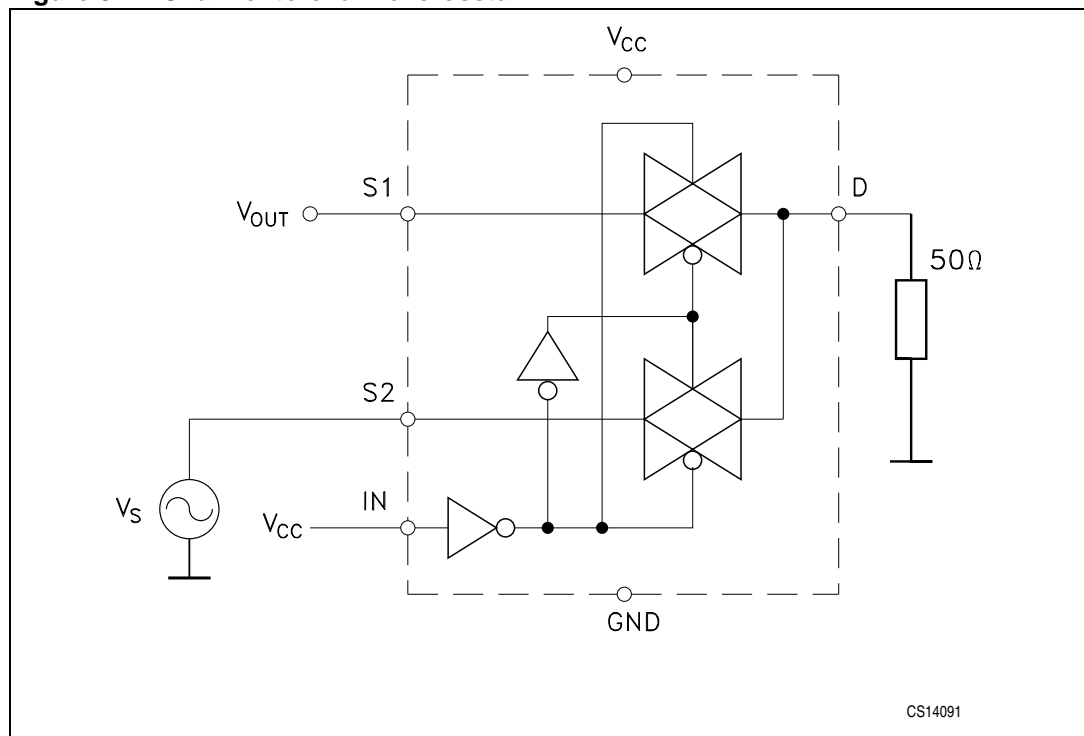 V_CC
S1
D
V_OUT
50Ω
S2
IN
V_S
V_CC
GND
CS14091